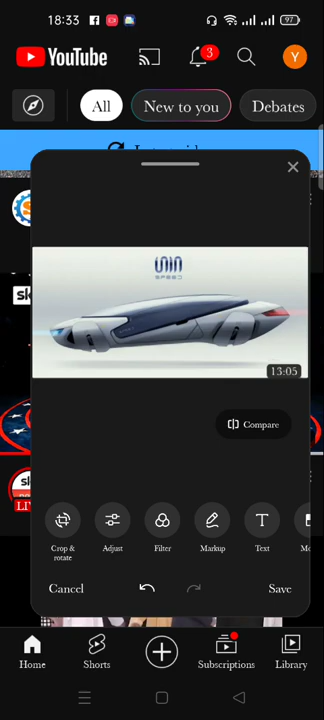 18:33
97
YouTube
3
Y
All
New to you
Debates
13:05
Compare
Crop & rotate
Adjust
Filter
Markup
Text
Cancel
Save
Home
Shorts
Subscriptions
Library